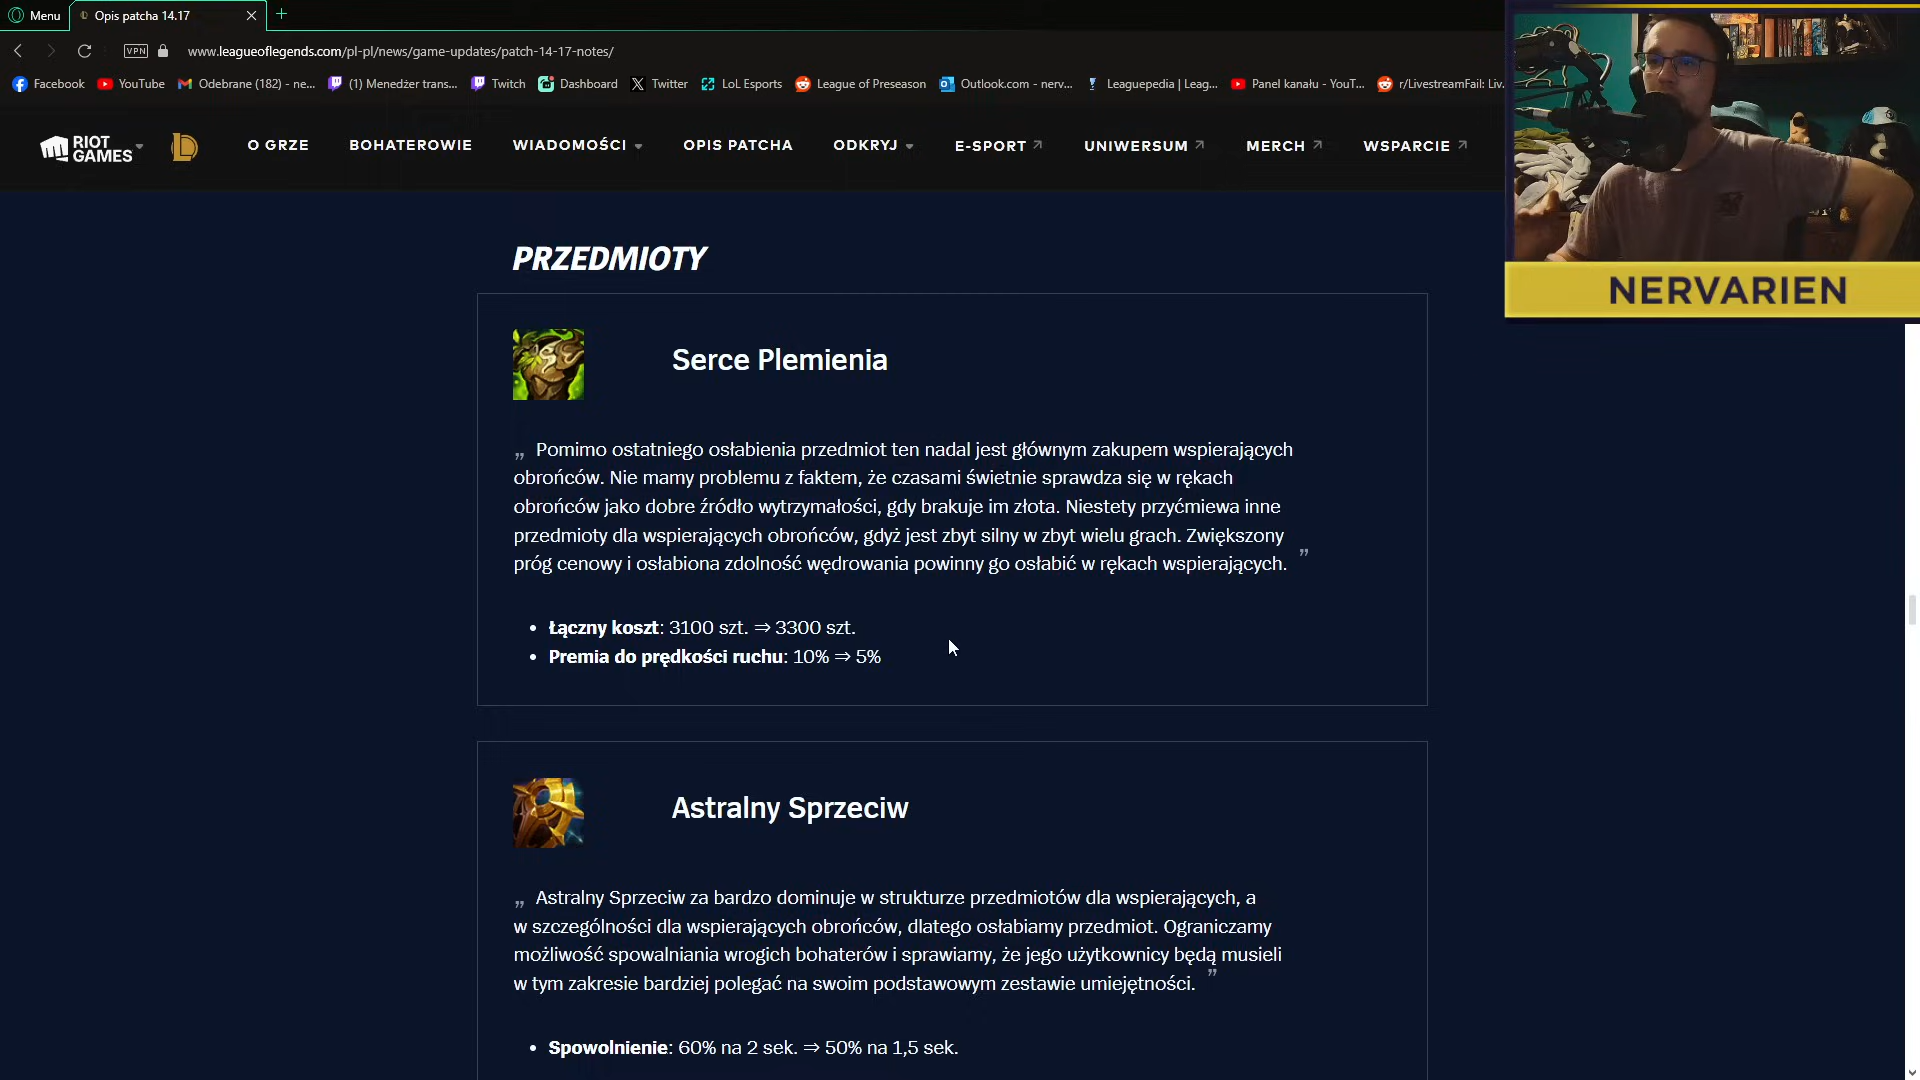 Menu
Opis patcha 14.17
VPN
www.leagueoflegends.com/pl-pl/news/game-updates/patch-14-17-notes/
Facebook
YouTube
Odebrane (182) - ne...
(1) Menedżer trans...
Twitch
Dashboard
Twitter
LoL Esports
League of Preseason
Outlook.com - nerv...
Leaguepedia | Leag...
Panel kanału - YouT...
r/LivestreamFail: Liv...
RIOT GAMES
O GRZE
BOHATEROWIE
WIADOMOŚCI
OPIS PATCHA
ODKRYJ
E-SPORT
UNIWERSUM
MERCH
WSPARCIE
NERVARIEN
PRZEDMIOTY
Serce Plemienia
„ Pomimo ostatniego osłabienia przedmiot ten nadal jest głównym zakupem wspierających
obrońców. Nie mamy problemu z faktem, że czasami świetnie sprawdza się w rękach
obrońców jako dobre źródło wytrzymałości, gdy brakuje im złota. Niestety przyćmiewa inne
przedmioty dla wspierających obrońców, gdyż jest zbyt silny w zbyt wielu grach. Zwiększony
próg cenowy i osłabiona zdolność wędrowania powinny go osłabić w rękach wspierających. ”
• Łączny koszt: 3100 szt. ⇒ 3300 szt.
• Premia do prędkości ruchu: 10% ⇒ 5%
Astralny Sprzeciw
„ Astralny Sprzeciw za bardzo dominuje w strukturze przedmiotów dla wspierających, a
w szczególności dla wspierających obrońców, dlatego osłabiamy przedmiot. Ograniczamy
możliwość spowalniania wrogich bohaterów i sprawiamy, że jego użytkownicy będą musieli
w tym zakresie bardziej polegać na swoim podstawowym zestawie umiejętności. ”
• Spowolnienie: 60% na 2 sek. ⇒ 50% na 1,5 sek.